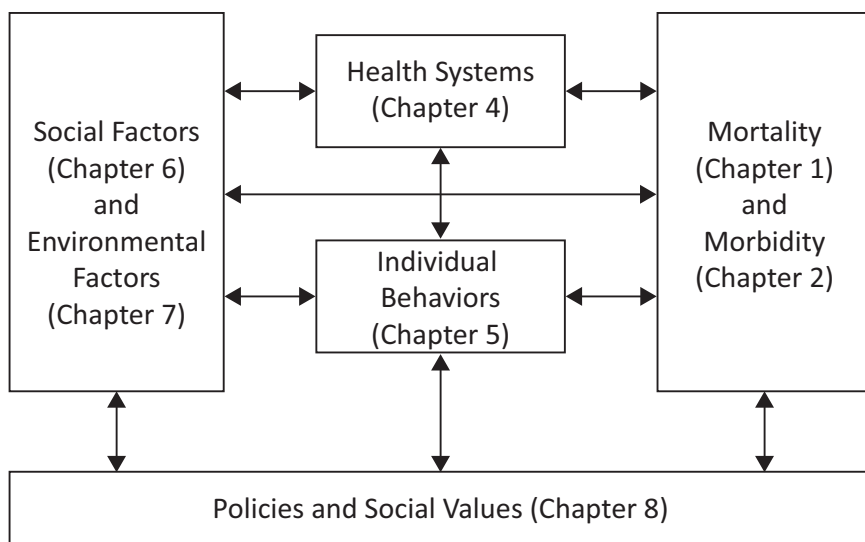 Health Systems
(Chapter 4)
Social Factors
(Chapter 6)
and
Environmental
Factors
(Chapter 7)
Mortality
(Chapter 1)
and
Morbidity
(Chapter 2)
Individual
Behaviors
(Chapter 5)
Policies and Social Values (Chapter 8)